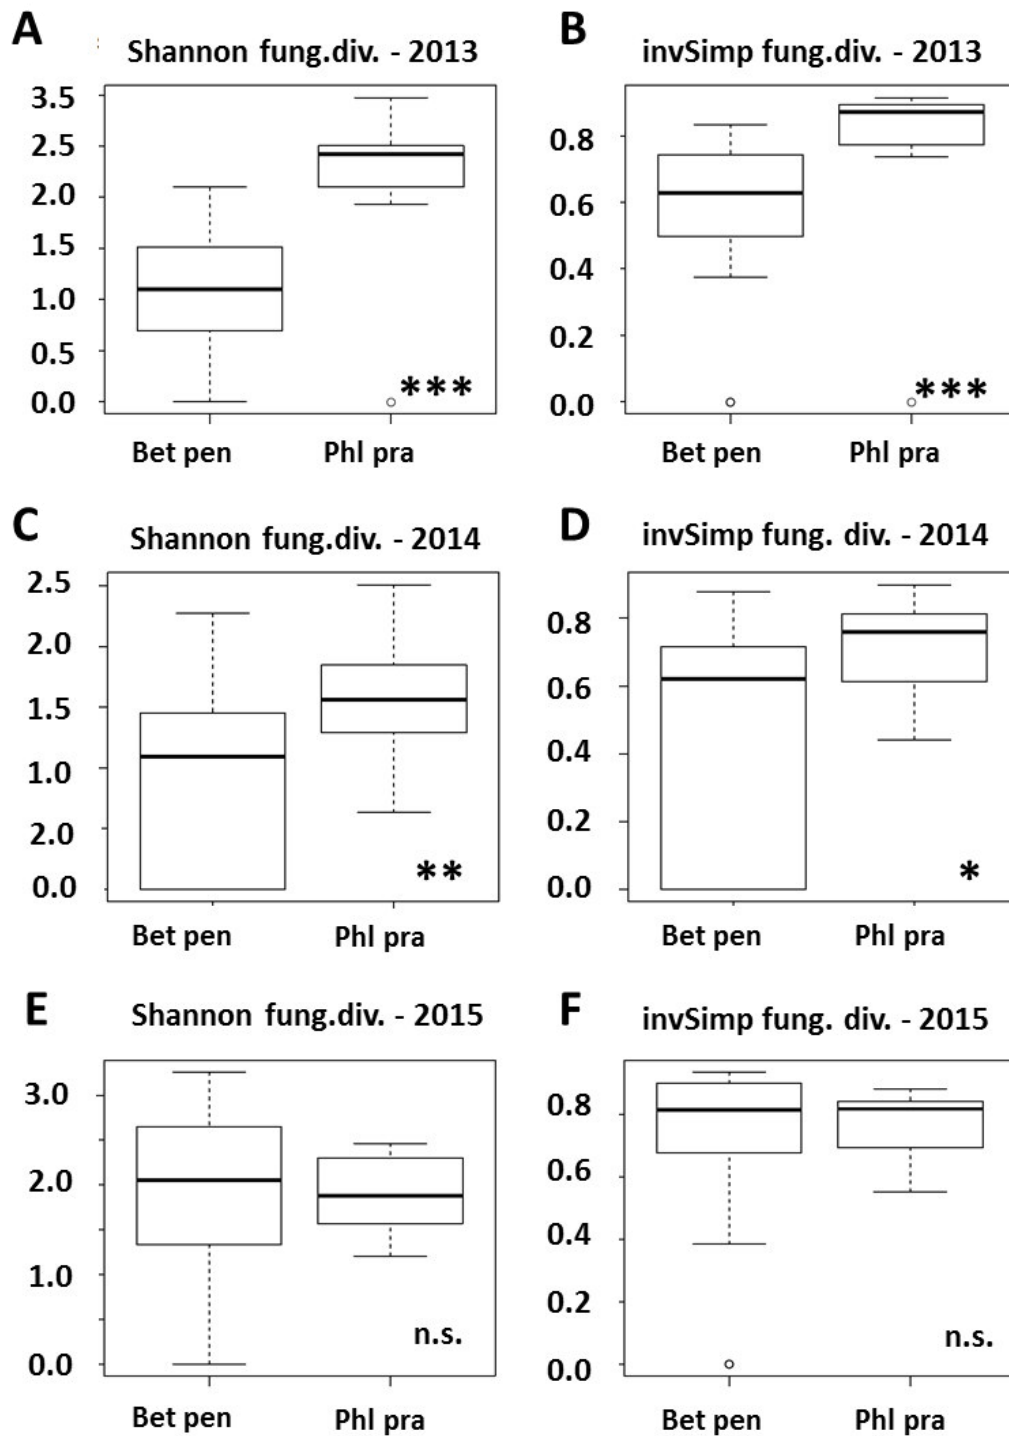 A
Shannon fung.div. - 2013
3.5
2.5
2.0
1.5
1.0
0.5
0.0
***
Bet pen
Phl pra
B
invSimp fung.div. - 2013
0.8
0.6
0.4
0.2
0.0
***
Bet pen
Phl pra
C
Shannon fung.div. - 2014
2.5
2.0
1.5
1.0
2.0
0.0
**
Bet pen
Phl pra
D
invSimp fung. div. - 2014
0.8
0.6
0.4
0.2
0.0
*
Bet pen
Phl pra
E
Shannon fung.div. - 2015
3.0
2.0
1.0
0.0
n.s.
Bet pen
Phl pra
F
invSimp fung. div. - 2015
0.8
0.6
0.4
0.2
0.0
n.s.
Bet pen
Phl pra